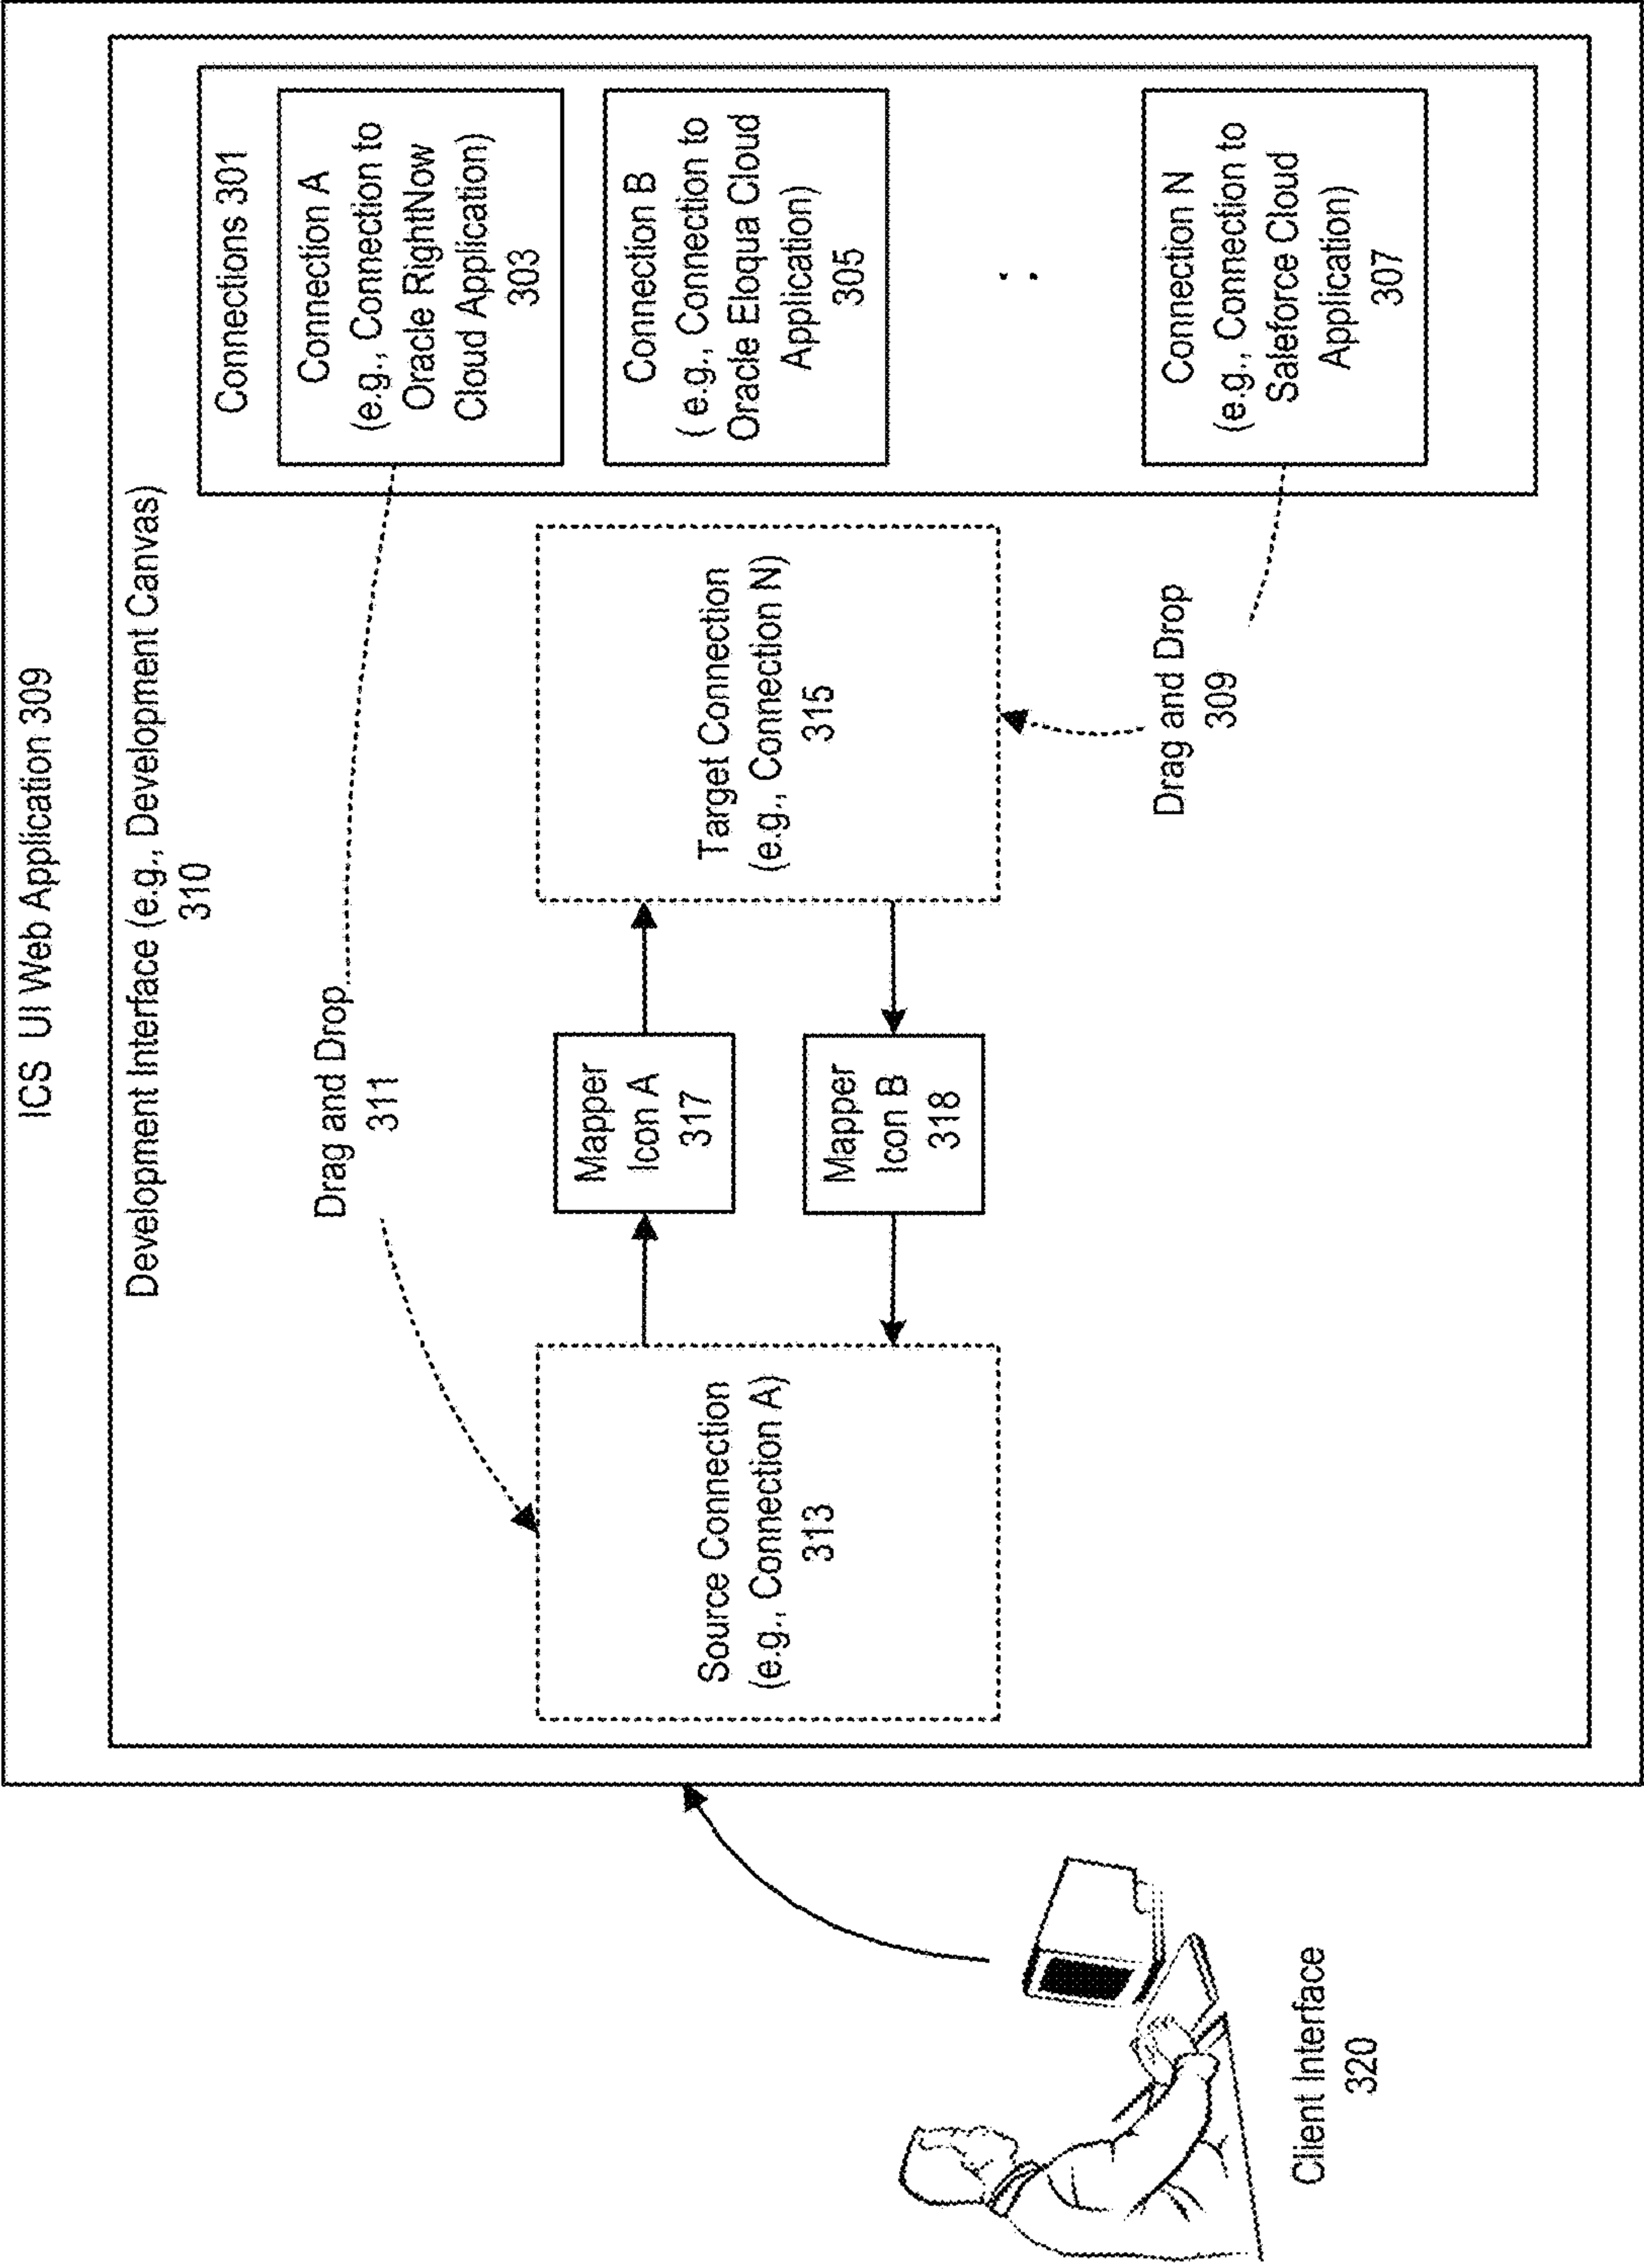 ICS UI Web Application 309
Development Interface (e.g., Development Canvas)
310
Connections 301
Connection A
(e.g., Connection to
Oracle RightNow
Cloud Application)
303
Connection B
( e.g., Connection to
Oracle Eloqua Cloud
Application)
305
Connection N
(e.g., Connection to
Saleforce Cloud
Application)
307
Drag and Drop
311
Source Connection
(e.g., Connection A)
313
Mapper
Icon A
317
Mapper
Icon B
318
Target Connection
(e.g., Connection N)
315
Drag and Drop
309
Client Interface
320